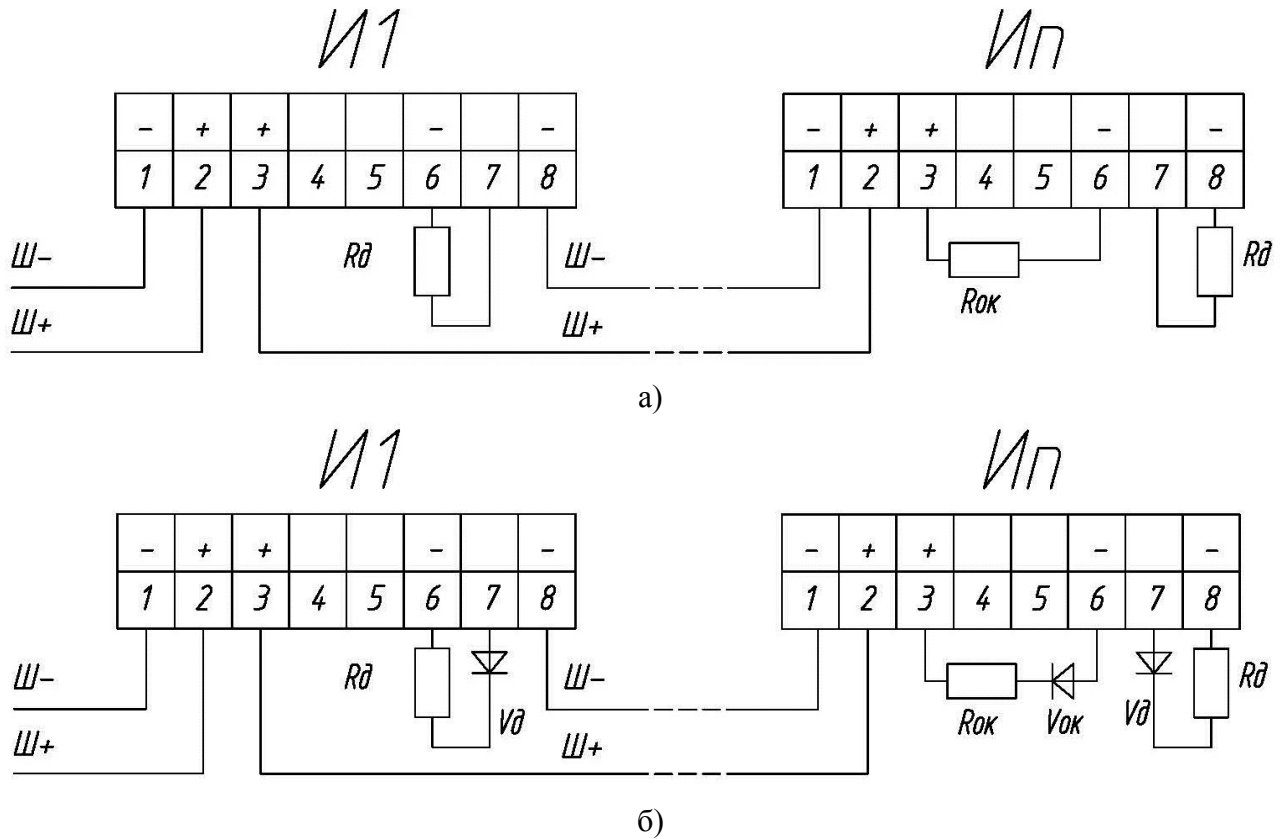 И1 Ип
– + + – – – + + – –
1 2 3 4 5 6 7 8 1 2 3 4 5 6 7 8
Ш– Rд Ш– Rок Rд
Ш+ Ш+
а)
И1 Ип
– + + – – – + + – –
1 2 3 4 5 6 7 8 1 2 3 4 5 6 7 8
Ш– Rд Vд Ш– Rок Vок Vд Rд
Ш+ Ш+
б)